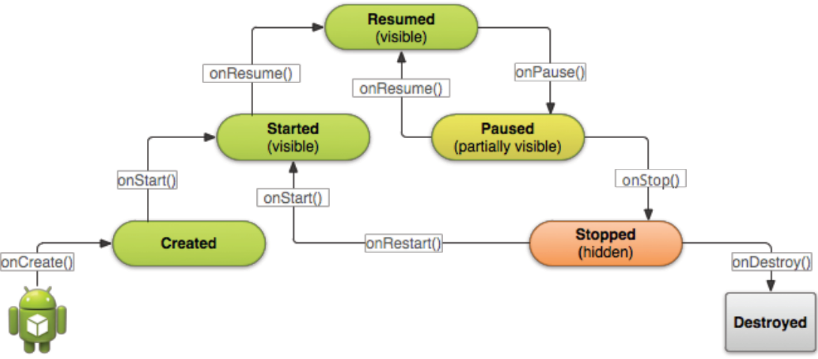 Resumed
(visible)
onResume()
onPause()
onResume()
Started
(visible)
Paused
(partially visible)
onStart()
onStop()
onStart()
Created
onRestart()
Stopped
(hidden)
onCreate()
onDestroy()
Destroyed